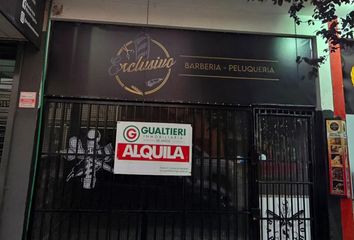 Exclusivo
BARBERIA - PELUQUERIA
GUALTIERI
INMOBILIARIA
ALQUILA